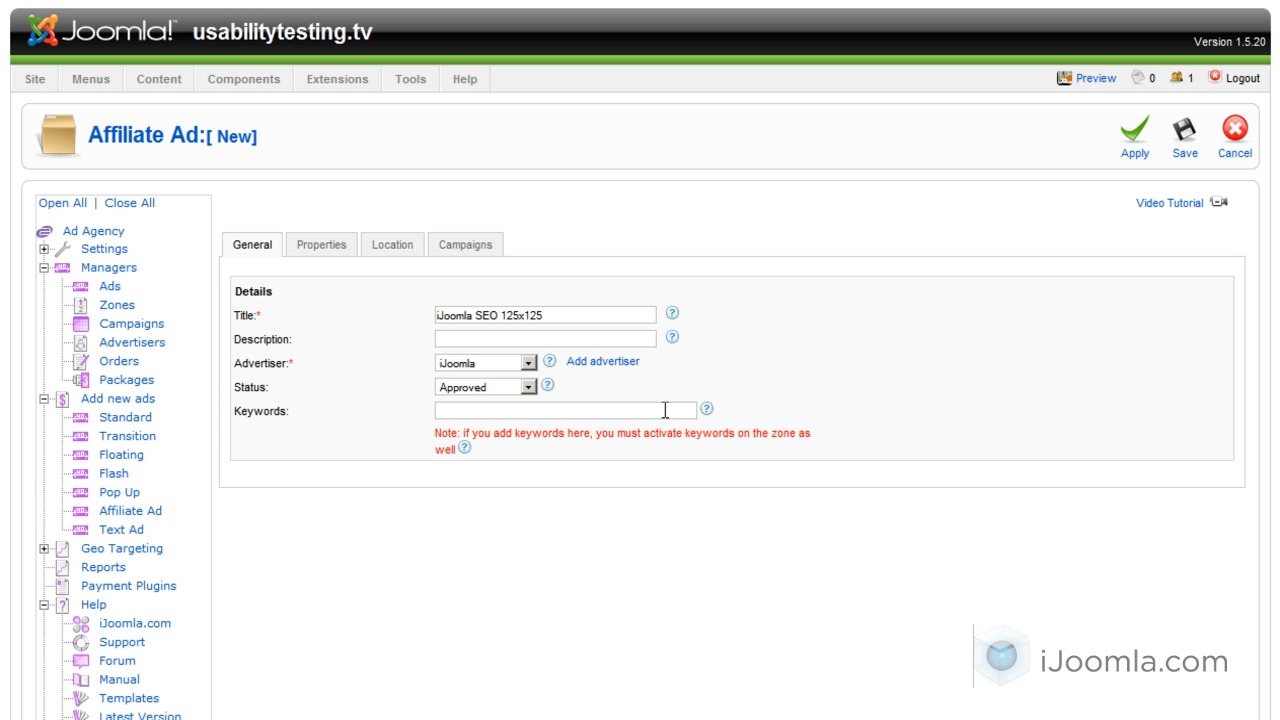 Joomla!™ usabilitytesting.tv
Version 1.5.20
Site Menus Content Components Extensions Tools Help Preview 0 1 Logout
Affiliate Ad:[ New]
Apply Save Cancel
Open All | Close All
Video Tutorial
Ad Agency
Settings
Managers
Ads
Zones
Campaigns
Advertisers
Orders
Packages
Add new ads
Standard
Transition
Floating
Flash
Pop Up
Affiliate Ad
Text Ad
Geo Targeting
Reports
Payment Plugins
Help
iJoomla.com
Support
Forum
Manual
Templates
Latest Version
General Properties Location Campaigns
Details
Title:* iJoomla SEO 125x125
Description:
Advertiser:* iJoomla Add advertiser
Status: Approved
Keywords:
Note: if you add keywords here, you must activate keywords on the zone as
well
iJoomla.com